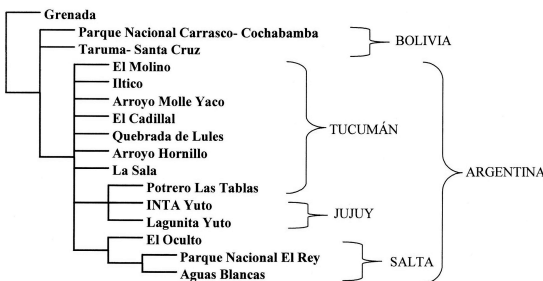 Grenada
Parque Nacional Carrasco- Cochabamba
Taruma- Santa Cruz
BOLIVIA
El Molino
Iltico
Arroyo Molle Yaco
El Cadillal
Quebrada de Lules
Arroyo Hornillo
La Sala
Potrero Las Tablas
TUCUMÁN
INTA Yuto
Lagunita Yuto
JUJUY
El Oculto
Parque Nacional El Rey
Aguas Blancas
SALTA
ARGENTINA